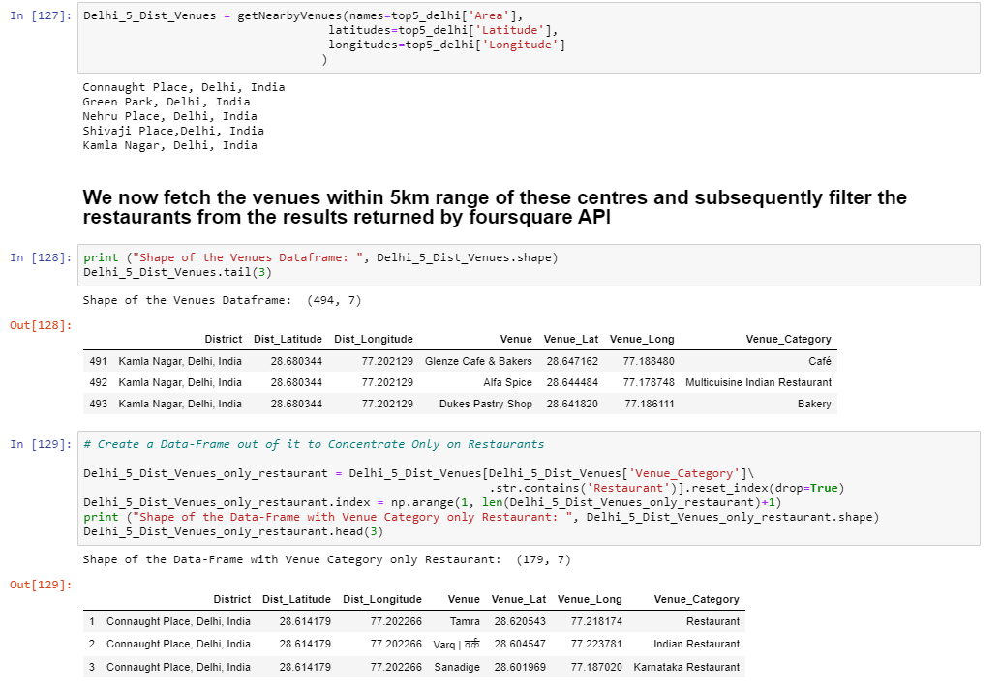 In [127]: Delhi_5_Dist_Venues = getNearbyVenues(names=top5_delhi['Area'],
latitudes=top5_delhi['Latitude'],
longitudes=top5_delhi['Longitude']
)
Connaught Place, Delhi, India
Green Park, Delhi, India
Nehru Place, Delhi, India
Shivaji Place,Delhi, India
Kamla Nagar, Delhi, India
We now fetch the venues within 5km range of these centres and subsequently filter the
restaurants from the results returned by foursquare API
In [128]: print ("Shape of the Venues Dataframe: ", Delhi_5_Dist_Venues.shape)
Delhi_5_Dist_Venues.tail(3)
Shape of the Venues Dataframe:  (494, 7)
Out[128]:
District Dist_Latitude Dist_Longitude Venue Venue_Lat Venue_Long Venue_Category
491 Kamla Nagar, Delhi, India 28.680344 77.202129 Glenze Cafe & Bakers 28.647162 77.188480 Café
492 Kamla Nagar, Delhi, India 28.680344 77.202129 Alfa Spice 28.644484 77.178748 Multicuisine Indian Restaurant
493 Kamla Nagar, Delhi, India 28.680344 77.202129 Dukes Pastry Shop 28.641820 77.186111 Bakery
In [129]: # Create a Data-Frame out of it to Concentrate Only on Restaurants
Delhi_5_Dist_Venues_only_restaurant = Delhi_5_Dist_Venues[Delhi_5_Dist_Venues['Venue_Category']\
.str.contains('Restaurant')].reset_index(drop=True)
Delhi_5_Dist_Venues_only_restaurant.index = np.arange(1, len(Delhi_5_Dist_Venues_only_restaurant)+1)
print ("Shape of the Data-Frame with Venue Category only Restaurant: ", Delhi_5_Dist_Venues_only_restaurant.shape)
Delhi_5_Dist_Venues_only_restaurant.head(3)
Shape of the Data-Frame with Venue Category only Restaurant:  (179, 7)
Out[129]:
District Dist_Latitude Dist_Longitude Venue Venue_Lat Venue_Long Venue_Category
1 Connaught Place, Delhi, India 28.614179 77.202266 Tamra 28.620543 77.218174 Restaurant
2 Connaught Place, Delhi, India 28.614179 77.202266 Varq | वर्क़ 28.604547 77.223781 Indian Restaurant
3 Connaught Place, Delhi, India 28.614179 77.202266 Sanadige 28.601969 77.187020 Karnataka Restaurant